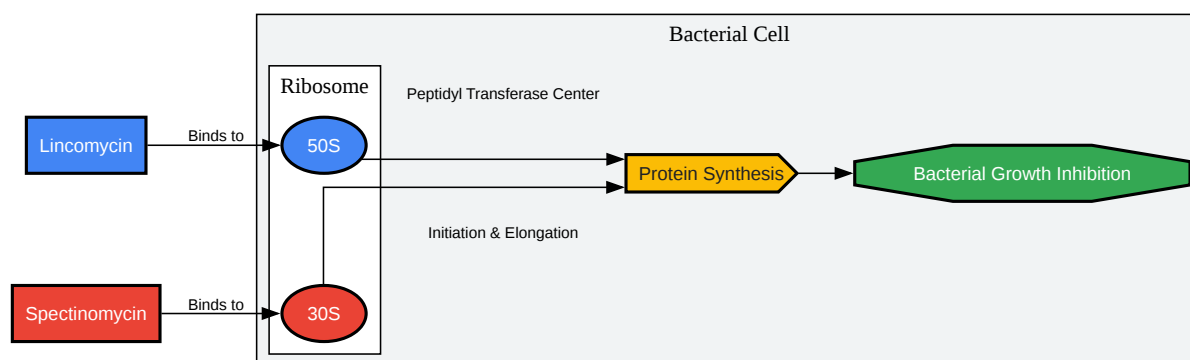 Bacterial Cell
Ribosome
Peptidyl Transferase Center
Lincomycin
Binds to
50S
Protein Synthesis
Bacterial Growth Inhibition
Initiation & Elongation
Spectinomycin
Binds to
30S